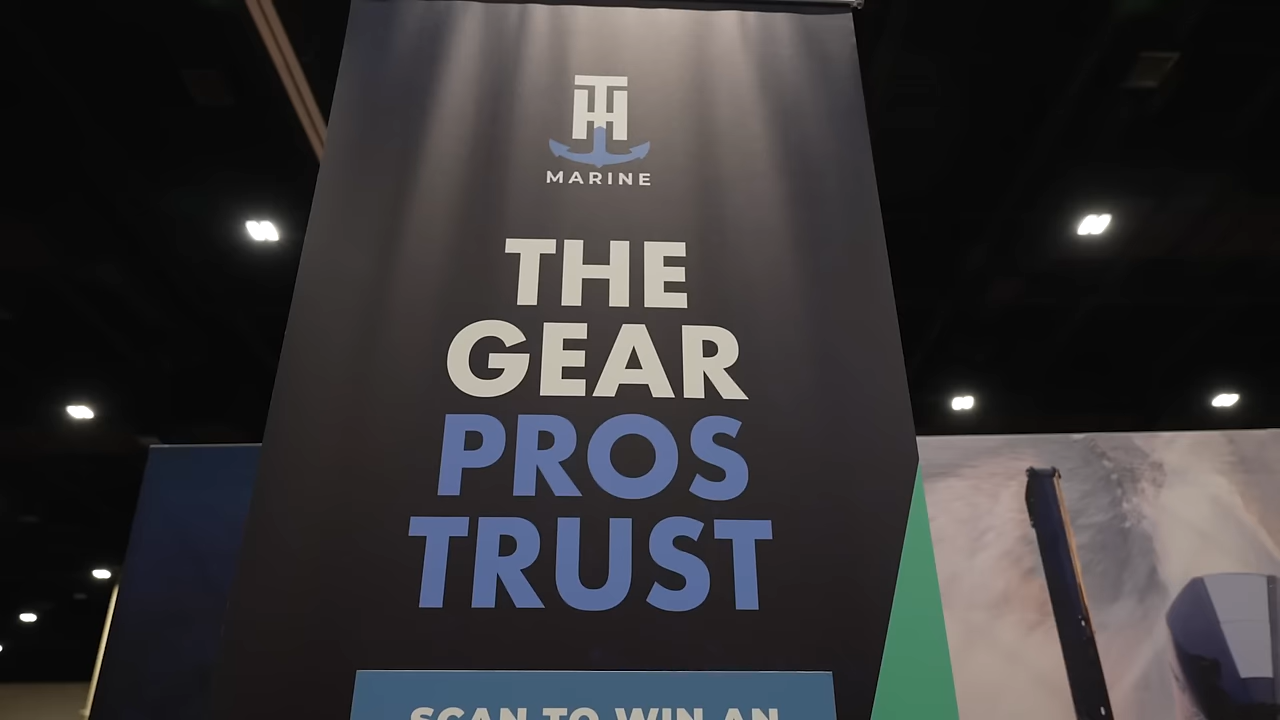 TH
MARINE
THE
GEAR
PROS
TRUST
SCAN TO WIN AN